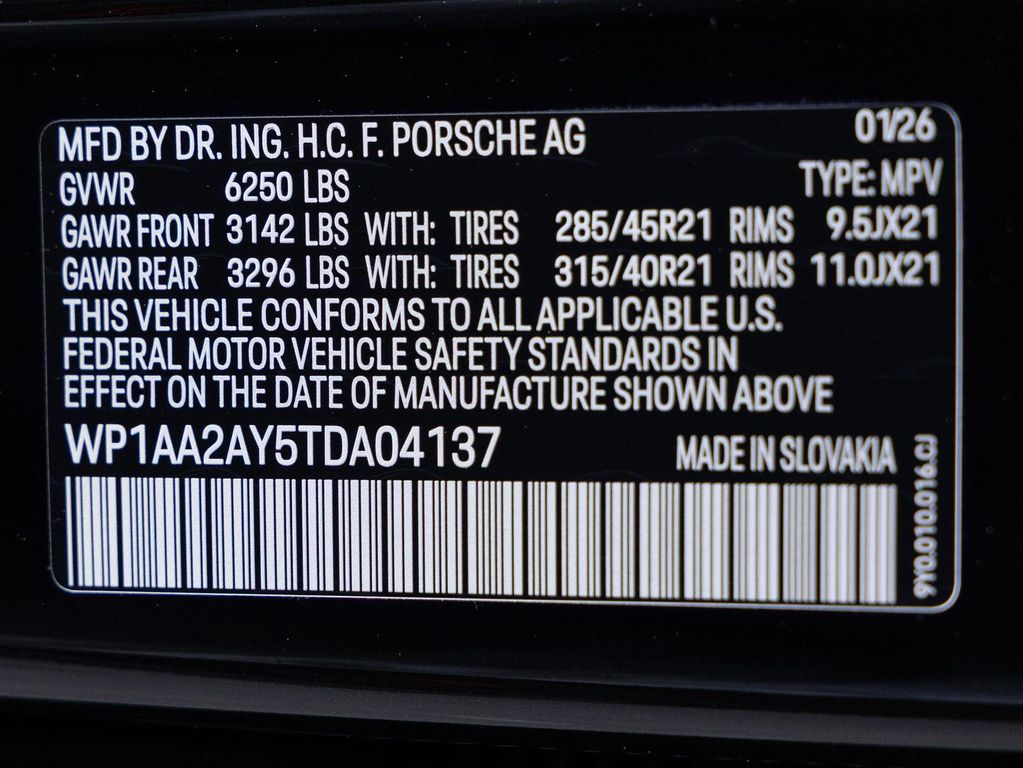 MFD BY DR. ING. H.C. F. PORSCHE AG 01/26
GVWR 6250 LBS TYPE: MPV
GAWR FRONT 3142 LBS WITH: TIRES 285/45R21 RIMS 9.5JX21
GAWR REAR 3296 LBS WITH: TIRES 315/40R21 RIMS 11.0JX21
THIS VEHICLE CONFORMS TO ALL APPLICABLE U.S.
FEDERAL MOTOR VEHICLE SAFETY STANDARDS IN
EFFECT ON THE DATE OF MANUFACTURE SHOWN ABOVE
WP1AA2AY5TDA04137 MADE IN SLOVAKIA
9Y0.010.016.CJ